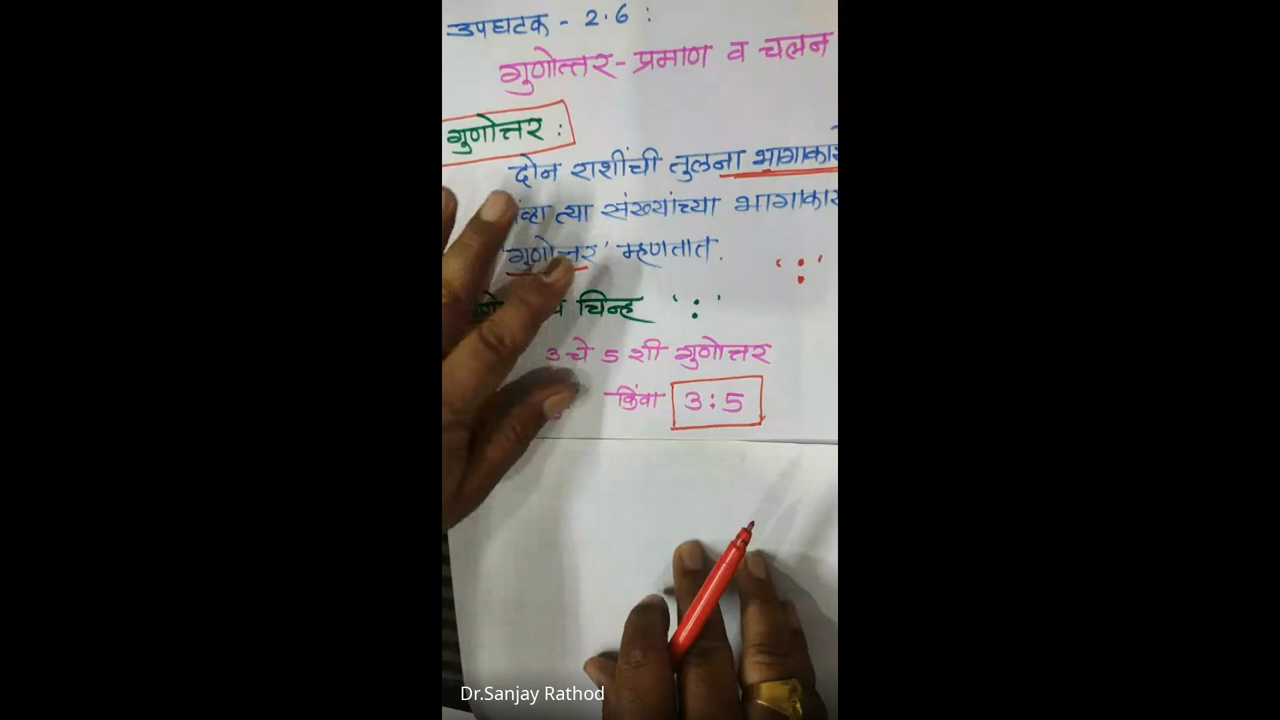 उपघटक - 2.6 :
गुणोत्तर - प्रमाण व चलन
गुणोत्तर :
दोन राशींची तुलना
त्या संख्यांच्या
'गुणोत्तर' म्हणतात. ' : '
चिन्ह ' : '
3 चे 5 शी गुणोत्तर
किंवा 3 : 5
Dr.Sanjay Rathod